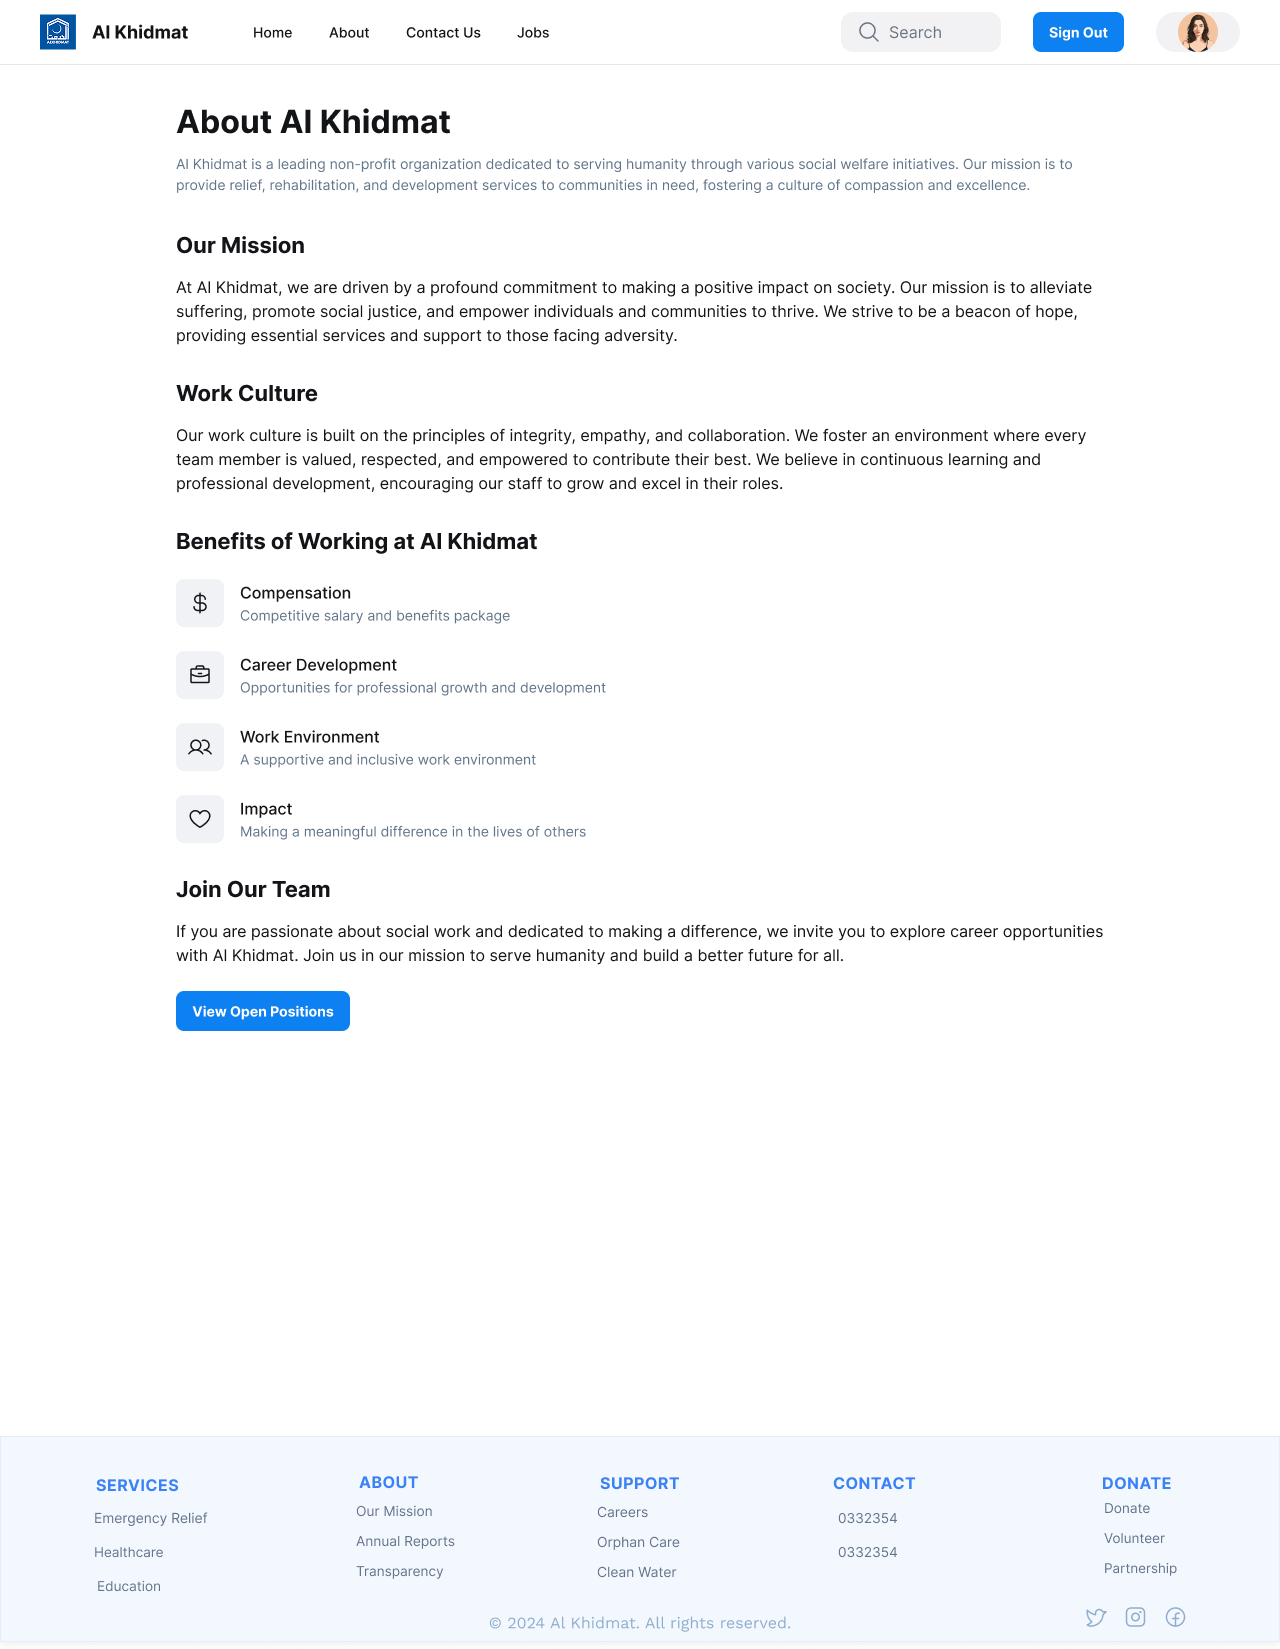 ALKHIDMAT
Al Khidmat
Home
About
Contact Us
Jobs
Search
Sign Out
About Al Khidmat
Al Khidmat is a leading non-profit organization dedicated to serving humanity through various social welfare initiatives. Our mission is to
provide relief, rehabilitation, and development services to communities in need, fostering a culture of compassion and excellence.
Our Mission
At Al Khidmat, we are driven by a profound commitment to making a positive impact on society. Our mission is to alleviate
suffering, promote social justice, and empower individuals and communities to thrive. We strive to be a beacon of hope,
providing essential services and support to those facing adversity.
Work Culture
Our work culture is built on the principles of integrity, empathy, and collaboration. We foster an environment where every
team member is valued, respected, and empowered to contribute their best. We believe in continuous learning and
professional development, encouraging our staff to grow and excel in their roles.
Benefits of Working at Al Khidmat
Compensation
Competitive salary and benefits package
Career Development
Opportunities for professional growth and development
Work Environment
A supportive and inclusive work environment
Impact
Making a meaningful difference in the lives of others
Join Our Team
If you are passionate about social work and dedicated to making a difference, we invite you to explore career opportunities
with Al Khidmat. Join us in our mission to serve humanity and build a better future for all.
View Open Positions
SERVICES
Emergency Relief
Healthcare
Education
ABOUT
Our Mission
Annual Reports
Transparency
SUPPORT
Careers
Orphan Care
Clean Water
CONTACT
0332354
0332354
DONATE
Donate
Volunteer
Partnership
© 2024 Al Khidmat. All rights reserved.